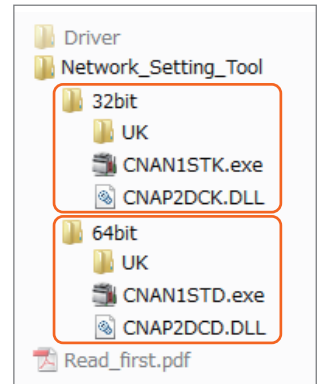 Driver
Network_Setting_Tool
32bit
UK
CNAN1STK.exe
CNAP2DCK.DLL
64bit
UK
CNAN1STD.exe
CNAP2DCD.DLL
Read_first.pdf